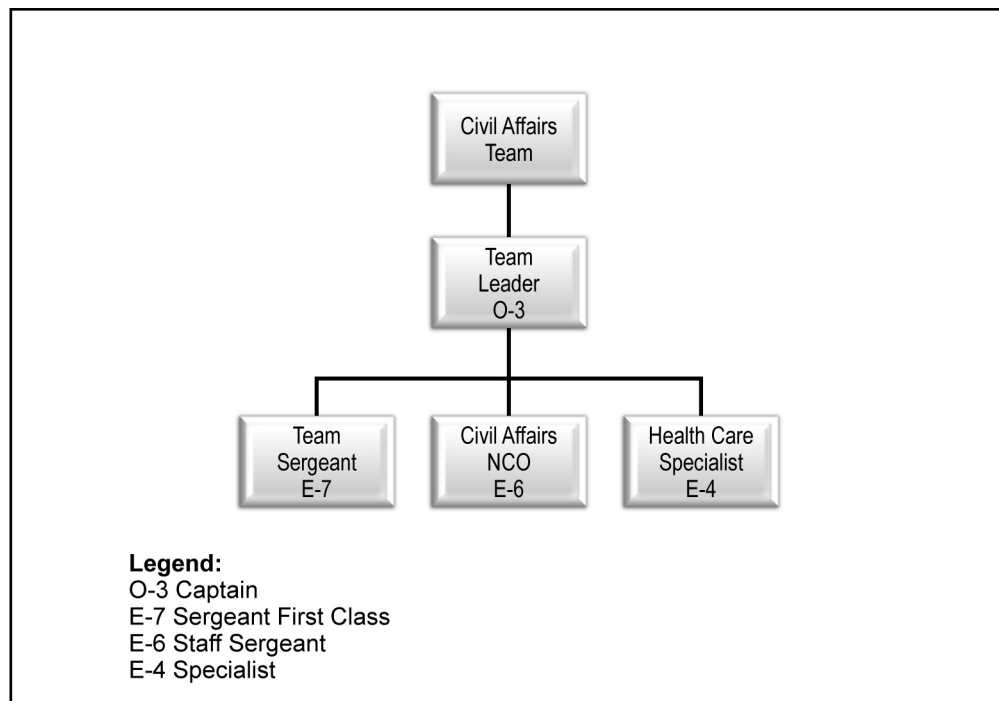 Civil Affairs
Team
Team
Leader
O-3
Team
Sergeant
E-7
Civil Affairs
NCO
E-6
Health Care
Specialist
E-4
Legend:
O-3 Captain
E-7 Sergeant First Class
E-6 Staff Sergeant
E-4 Specialist